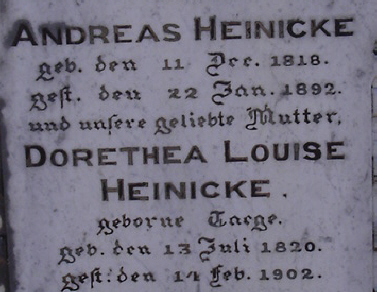 ANDREAS HEINICKE
geb. den 11 Dec. 1818.
gest. den 22 Jan. 1892.
und unsere geliebte Mutter,
DORETHEA LOUISE
HEINICKE.
geborne Taege.
geb. den 13 Juli 1820.
gest. den 14 Feb. 1902.